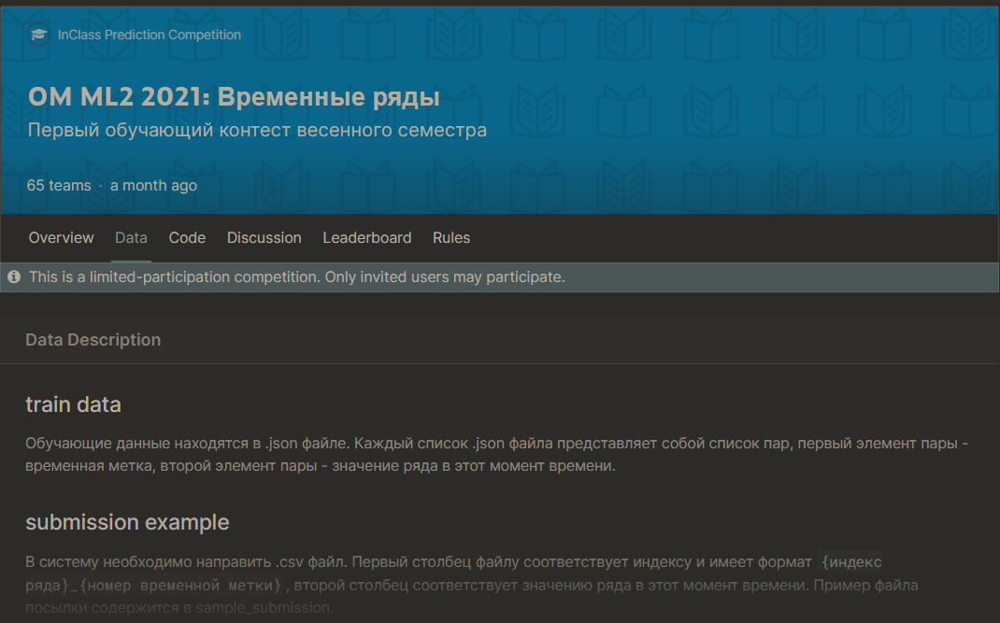 InClass Prediction Competition
OM ML2 2021: Временные ряды
Первый обучающий контест весенного семестра
65 teams · a month ago
Overview Data Code Discussion Leaderboard Rules
This is a limited-participation competition. Only invited users may participate.
Data Description
train data
Обучающие данные находятся в .json файле. Каждый список .json файла представляет собой список пар, первый элемент пары -
временная метка, второй элемент пары - значение ряда в этот момент времени.
submission example
В систему необходимо направить .csv файл. Первый столбец файлу соответствует индексу и имеет формат {индекс
ряда}_{номер временной метки} , второй столбец соответствует значению ряда в этот момент времени. Пример файла
посылки содержится в sample_submission.